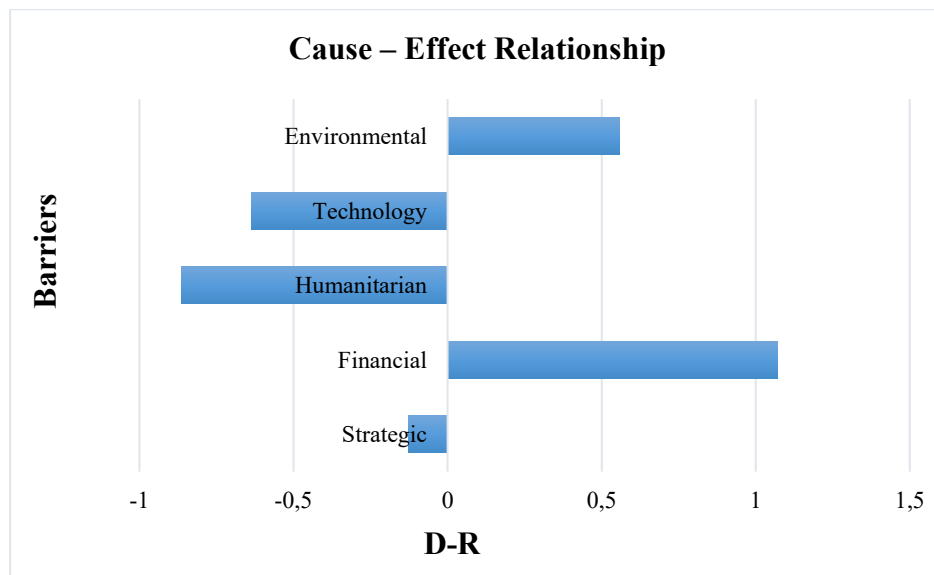 Cause – Effect Relationship
Barriers
Environmental
Technology
Humanitarian
Financial
Strategic
-1 -0,5 0 0,5 1 1,5
D-R